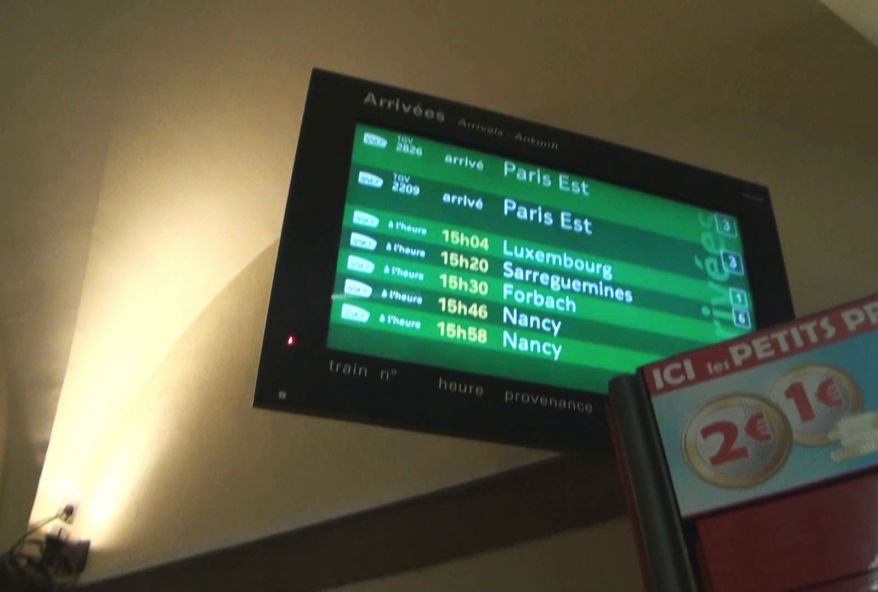 Arrivées Arrivals - Ankunft
TGV
2826 arrivé Paris Est 3
TGV
2209 arrivé Paris Est 3
à l'heure 15h04 Luxembourg
à l'heure 15h20 Sarreguemines 1
à l'heure 15h30 Forbach 6
à l'heure 15h46 Nancy
à l'heure 15h58 Nancy
train n° heure provenance
ICI les PETITS PR
2€ 1€